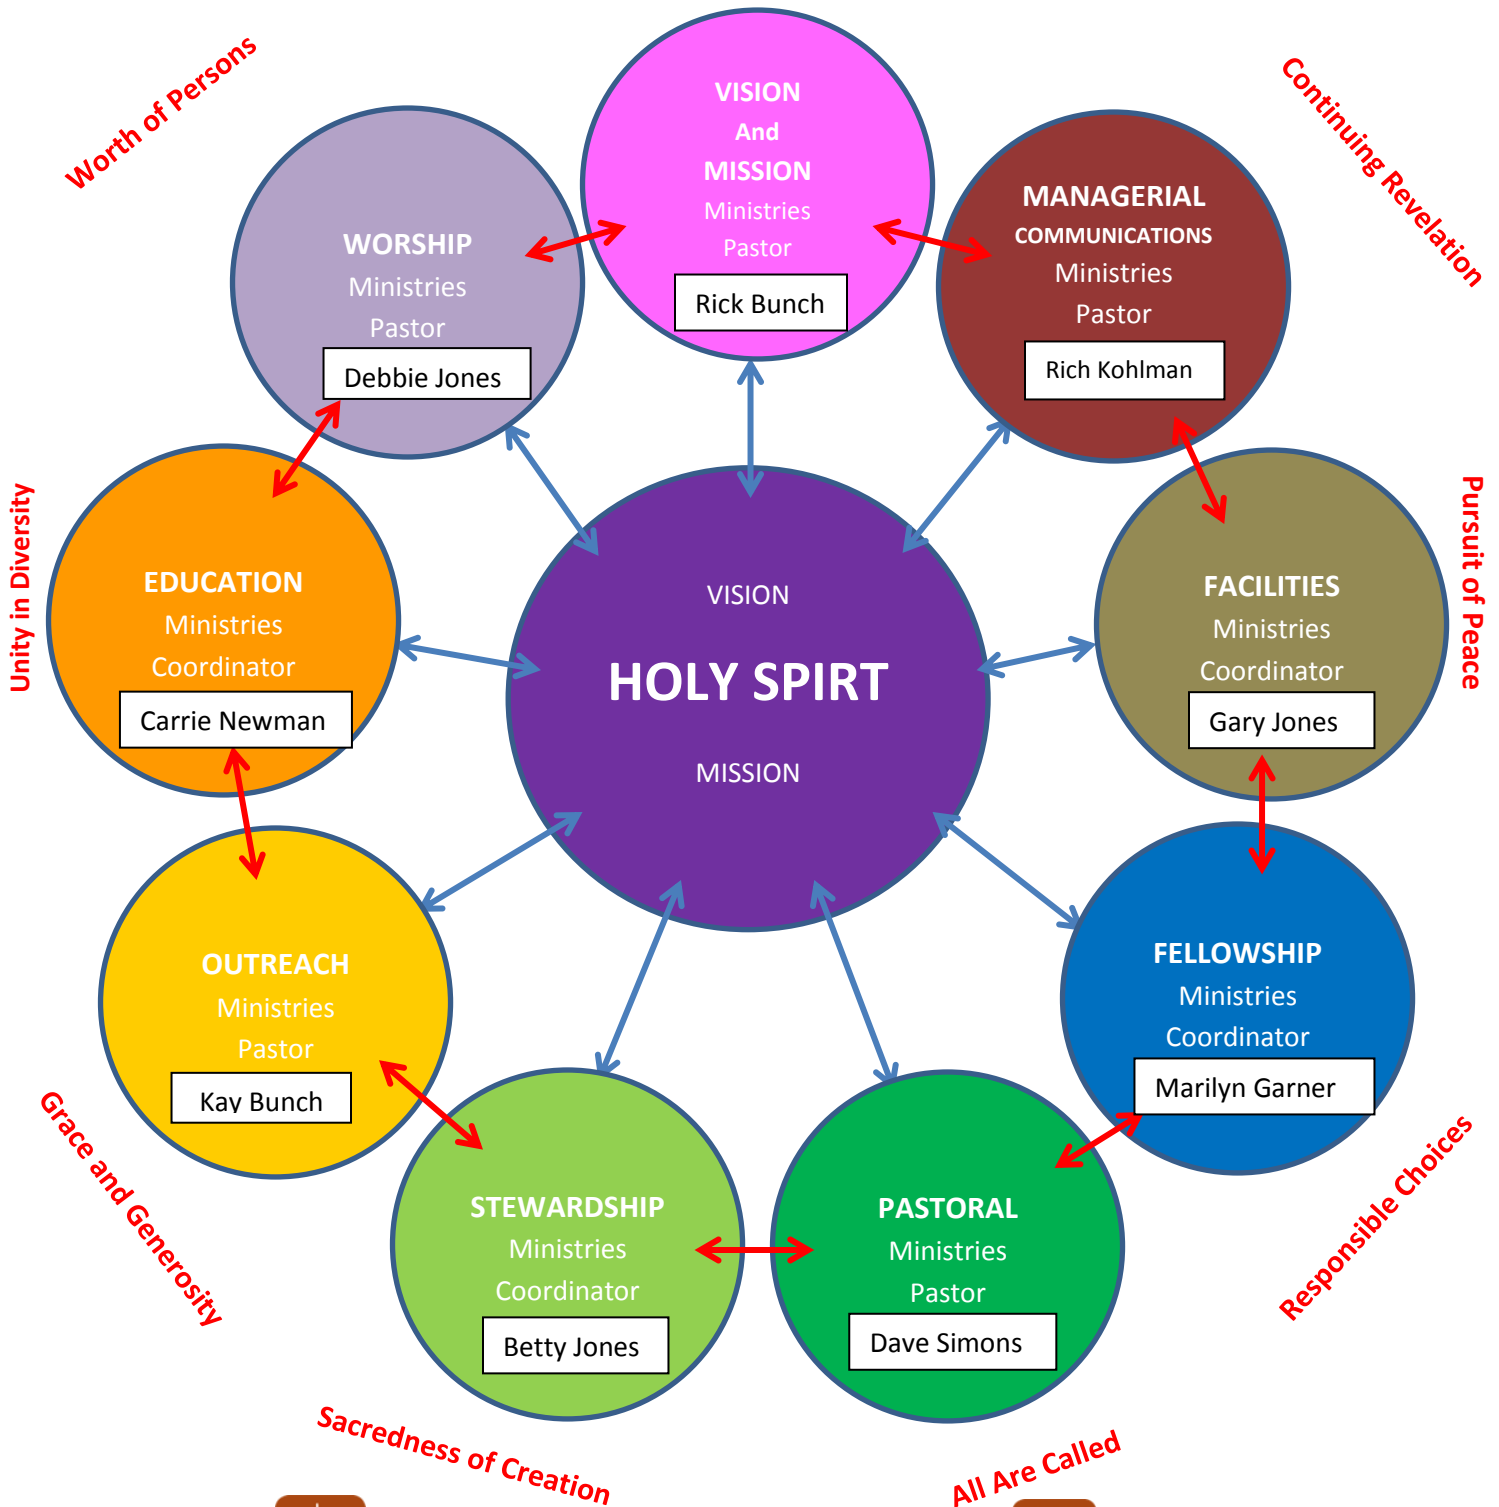 Worth of Persons
Continuing Revelation
VISION
And
MISSION
Ministries
Pastor
Rick Bunch
WORSHIP
Ministries
Pastor
Debbie Jones
MANAGERIAL
COMMUNICATIONS
Ministries
Pastor
Rich Kohlman
Unity in Diversity
EDUCATION
Ministries
Coordinator
Carrie Newman
VISION
HOLY SPIRT
MISSION
FACILITIES
Ministries
Coordinator
Gary Jones
Pursuit of Peace
OUTREACH
Ministries
Pastor
Kay Bunch
FELLOWSHIP
Ministries
Coordinator
Marilyn Garner
Grace and Generosity
STEWARDSHIP
Ministries
Coordinator
Betty Jones
PASTORAL
Ministries
Pastor
Dave Simons
Responsible Choices
Sacredness of Creation
All Are Called